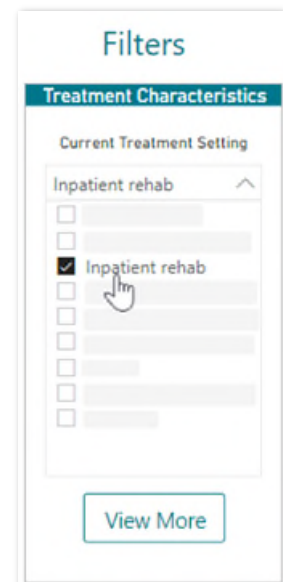 Filters
Treatment Characteristics
Current Treatment Setting
Inpatient rehab
Inpatient rehab
View More